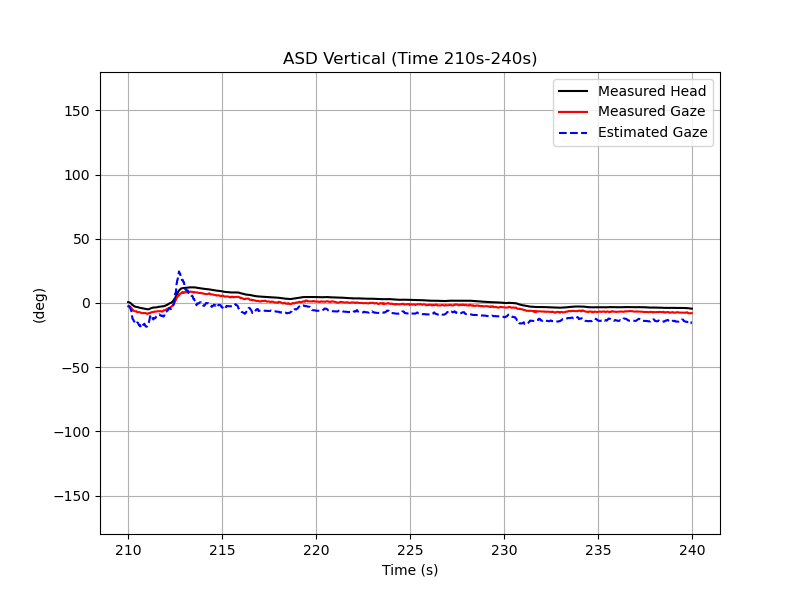 ASD Vertical (Time 210s-240s)
Measured Head
Measured Gaze
Estimated Gaze
150
100
50
0
−50
−100
−150
(deg)
210
215
220
225
230
235
240
Time (s)